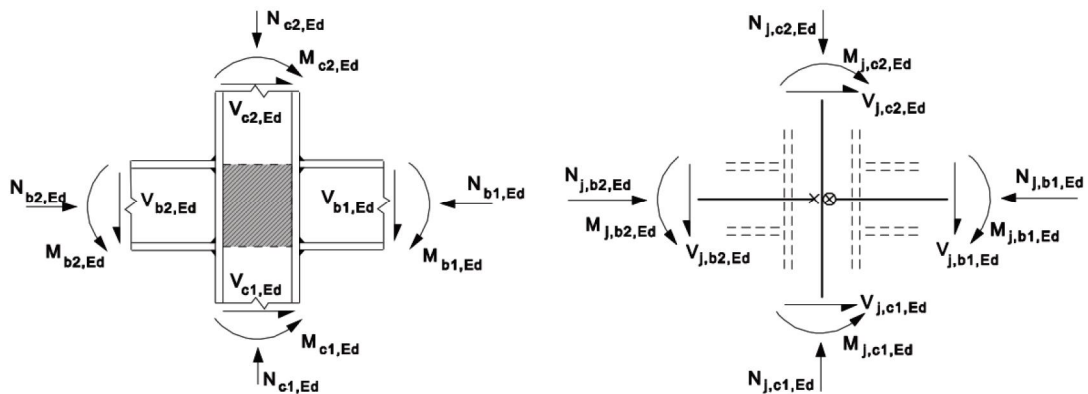 N c2,Ed
M c2,Ed
V c2,Ed
N b2,Ed
V b2,Ed
M b2,Ed
N b1,Ed
V b1,Ed
M b1,Ed
V c1,Ed
M c1,Ed
N c1,Ed
N j,c2,Ed
M j,c2,Ed
V j,c2,Ed
N j,b2,Ed
M j,b2,Ed
V j,b2,Ed
N j,b1,Ed
M j,b1,Ed
V j,b1,Ed
V j,c1,Ed
M j,c1,Ed
N j,c1,Ed